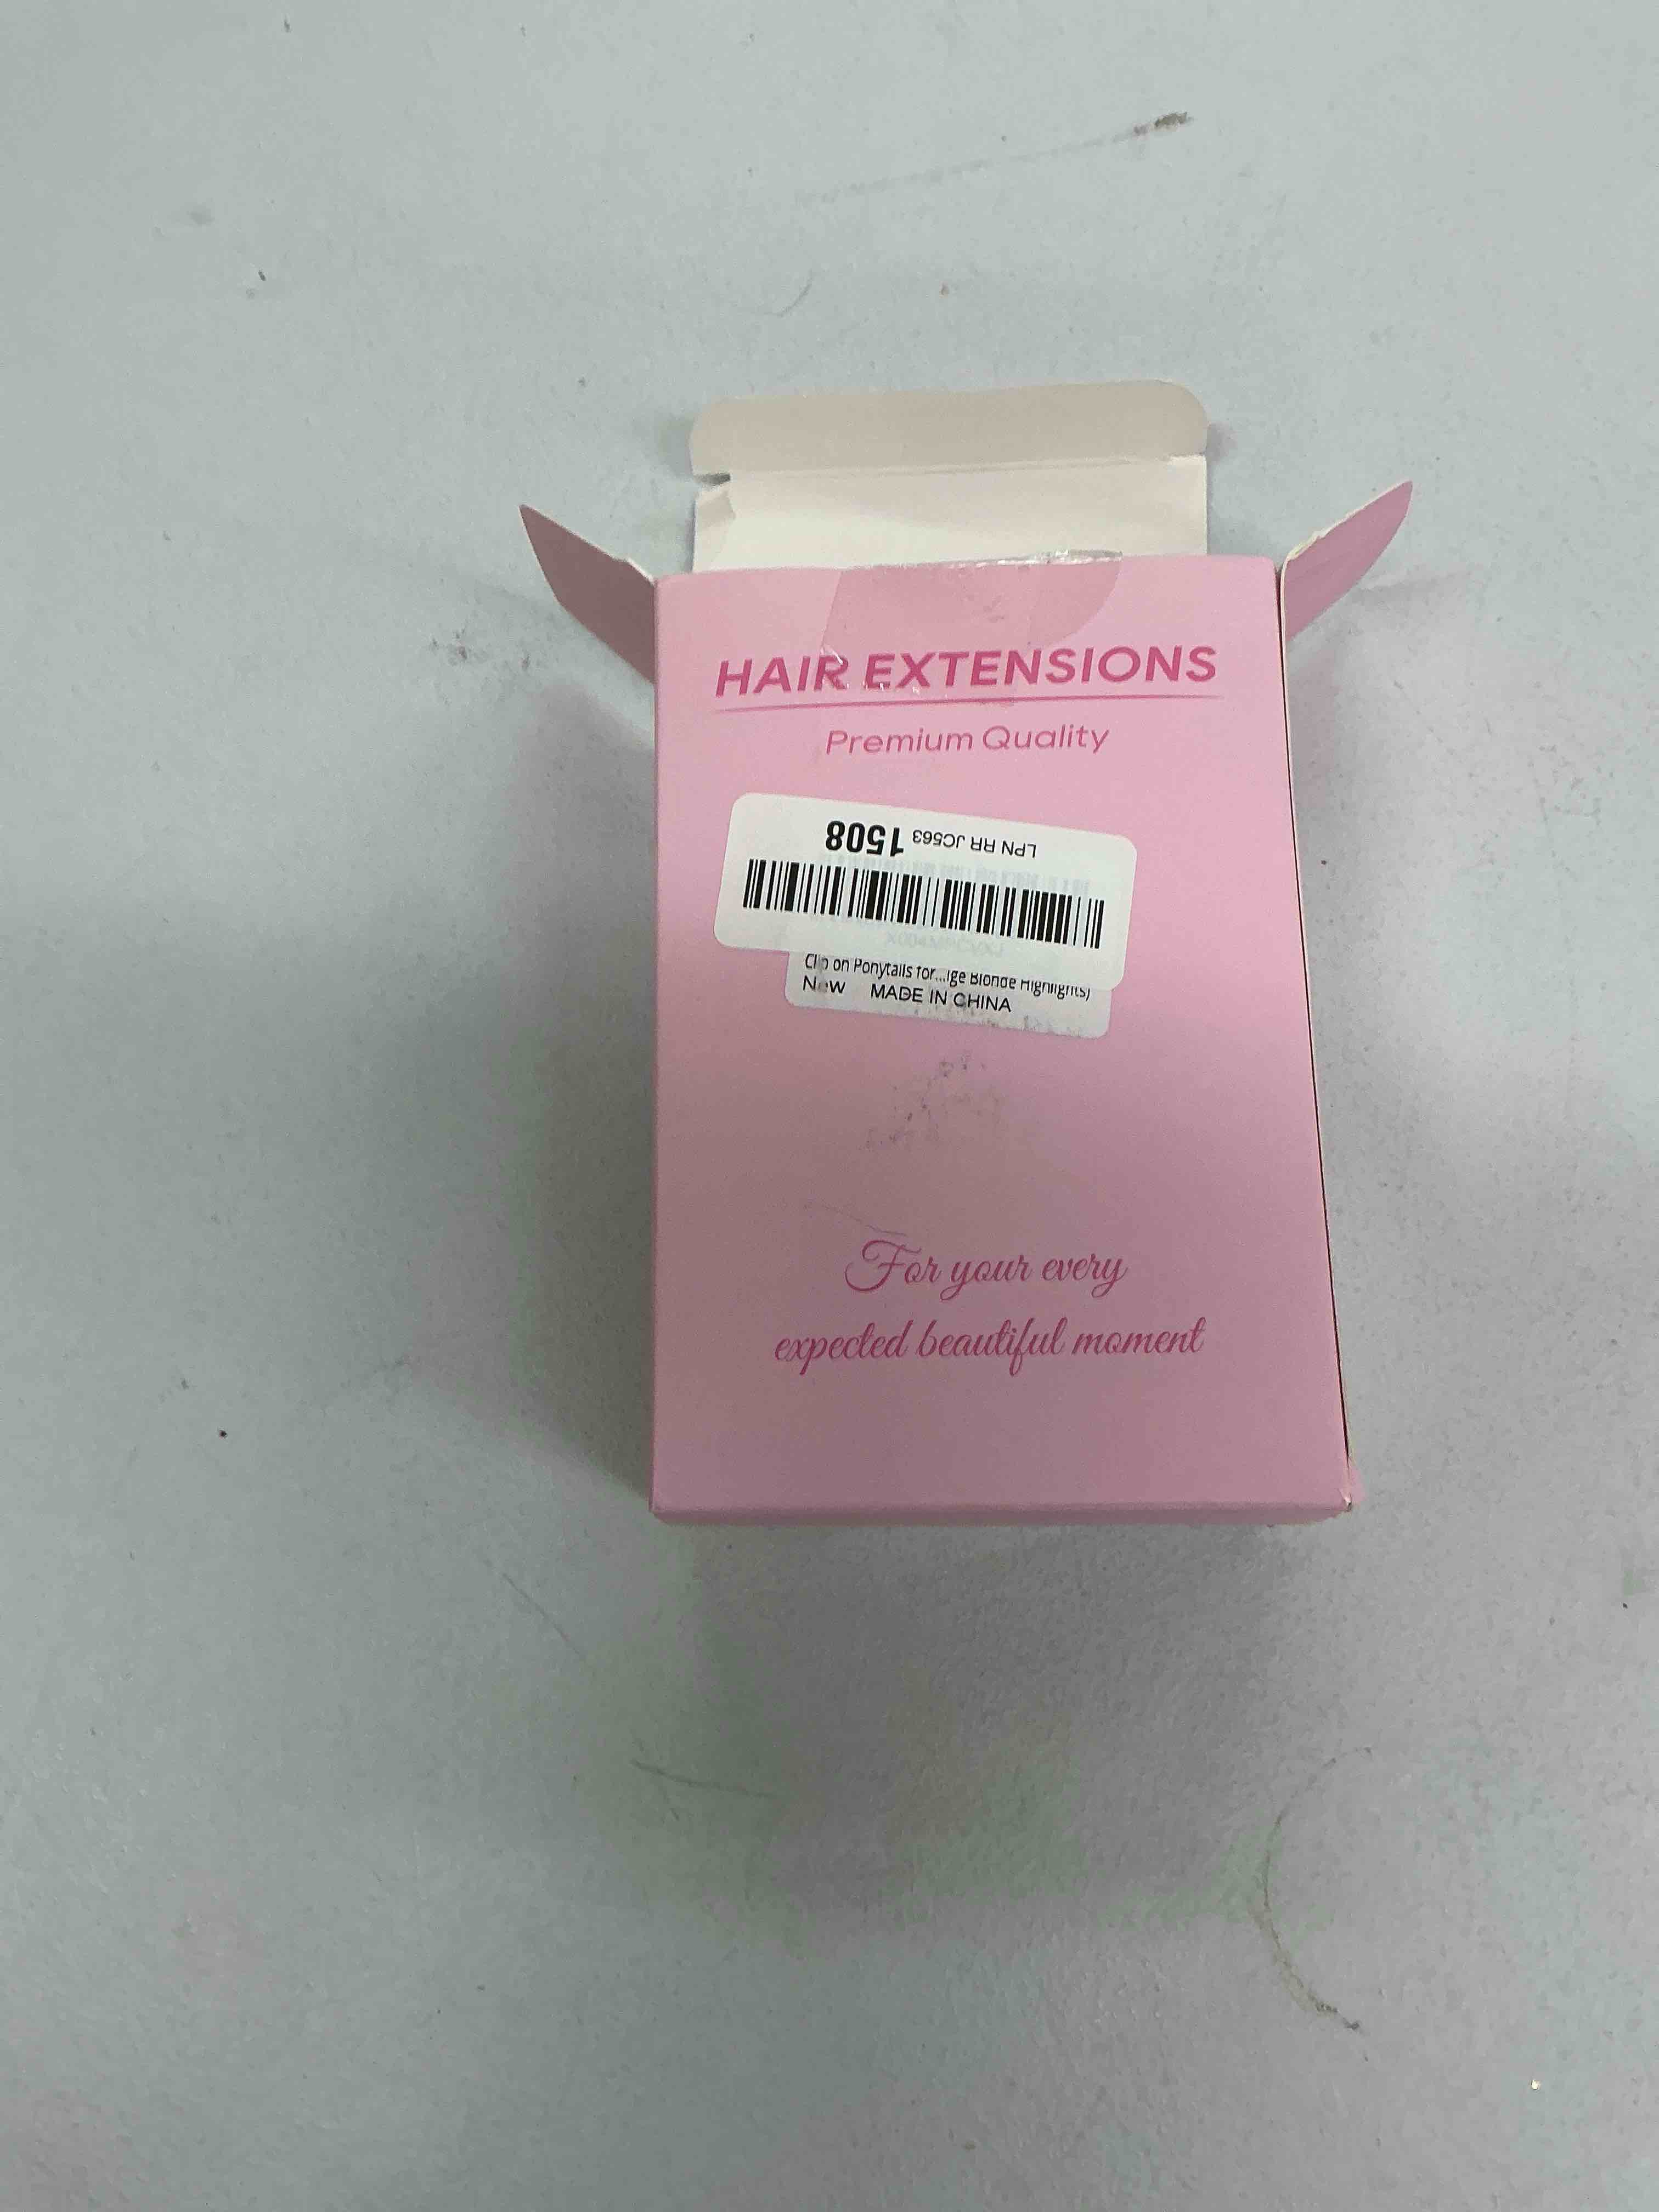 HAIR EXTENSIONS
Premium Quality
LPN RR JC563 1508
Clip on Ponytails for...ige Blonde Highlights)
New MADE IN CHINA
For your every
expected beautiful moment